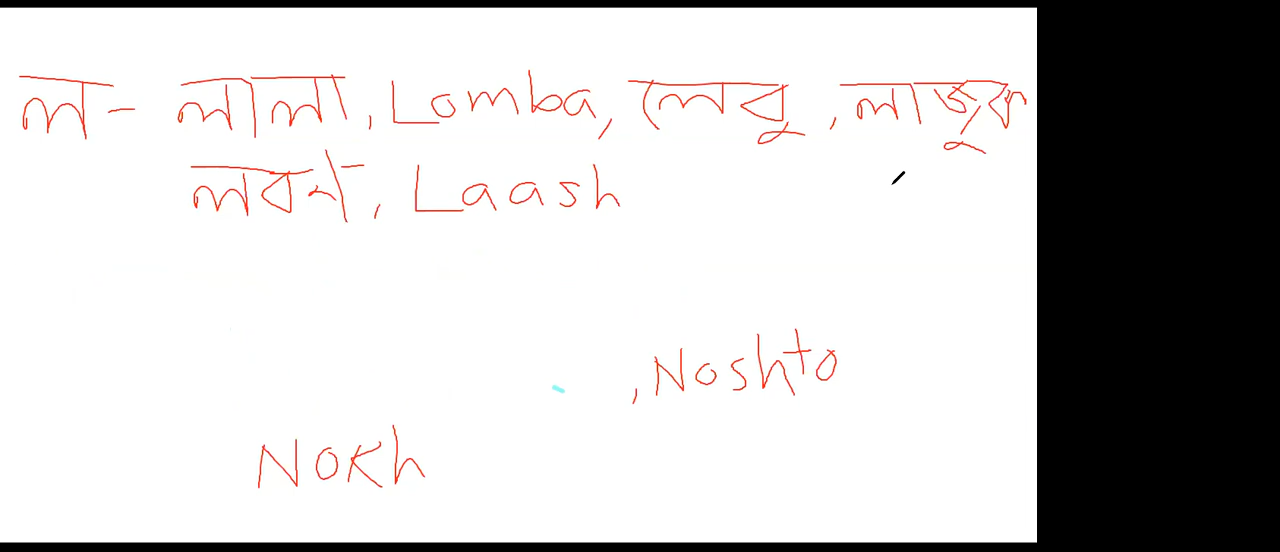 ল - লালা, Lomba, লেবু, লাজুক
লবণ, Laash
, Noshto
Nokh